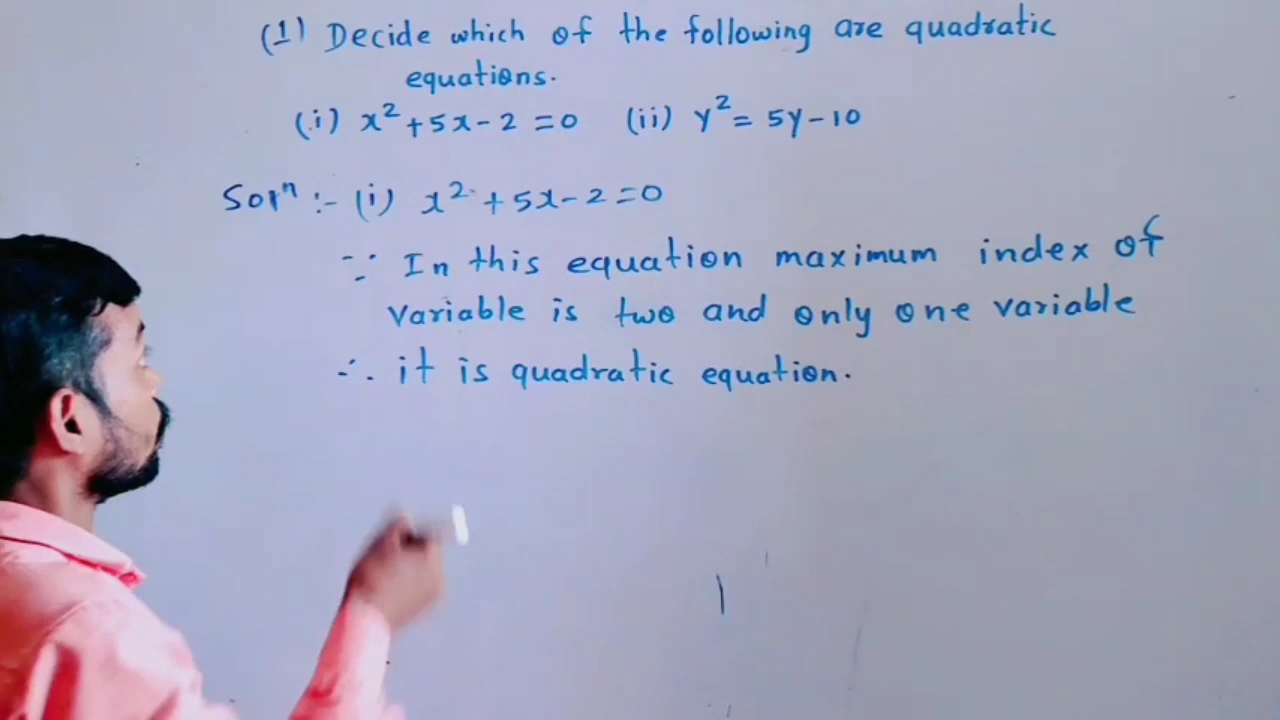 (1) Decide which of the following are quadratic
equations.
(i) x²+5x-2=0 (ii) y²= 5y-10
Solⁿ :- (i) x²+5x-2=0
∵ In this equation maximum index of
variable is two and only one variable
∴ it is quadratic equation.